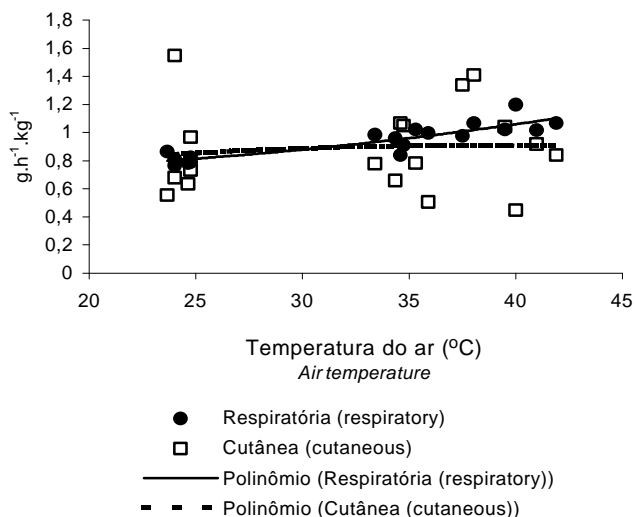 1,8
1,6
1,4
1,2
1
0,8
0,6
0,4
0,2
0
g.h⁻¹.kg⁻¹
20 25 30 35 40 45
Temperatura do ar (ºC)
Air temperature
Respiratória (respiratory)
Cutânea (cutaneous)
Polinômio (Respiratória (respiratory))
Polinômio (Cutânea (cutaneous))